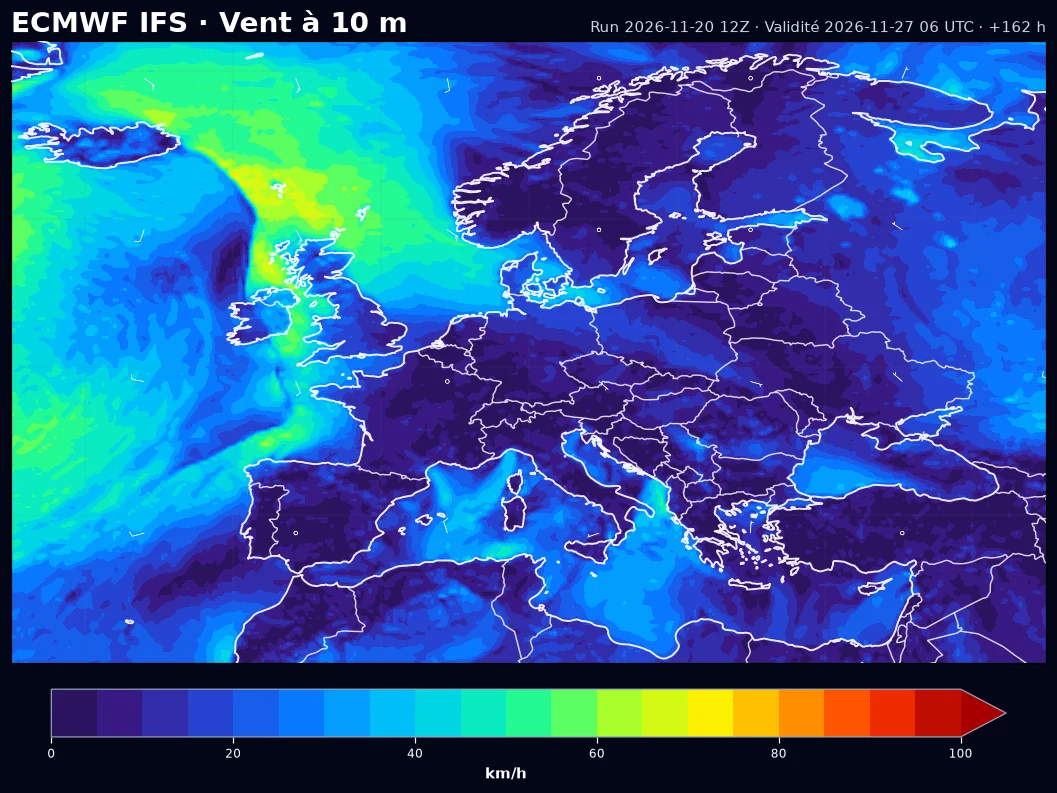 ECMWF IFS · Vent à 10 m
Run 2026-11-20 12Z · Validité 2026-11-27 06 UTC · +162 h
0 20 40 60 80 100
km/h